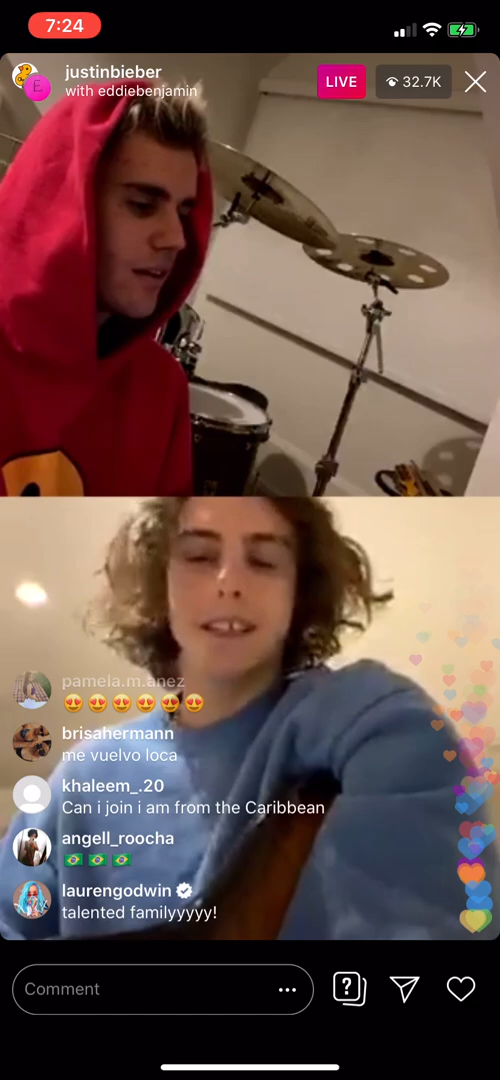 7:24
justinbieber
with eddiebenjamin
E
LIVE
32.7K
pamela.m.anez
😍😍😍😍😍😍
brisahermann
me vuelvo loca
khaleem_.20
Can i join i am from the Caribbean
angell_roocha
🇧🇷🇧🇷🇧🇷
laurengodwin
talented familyyyyy!
Comment
?